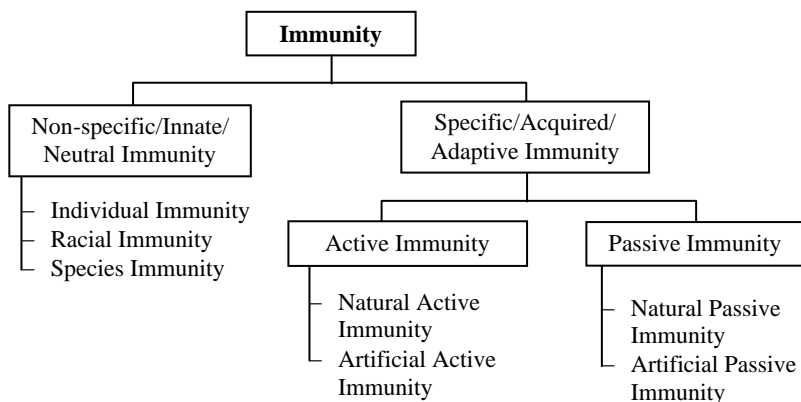 Immunity
Non-specific/Innate/
Neutral Immunity
Specific/Acquired/
Adaptive Immunity
Individual Immunity
Racial Immunity
Species Immunity
Active Immunity
Passive Immunity
Natural Active
Immunity
Artificial Active
Immunity
Natural Passive
Immunity
Artificial Passive
Immunity